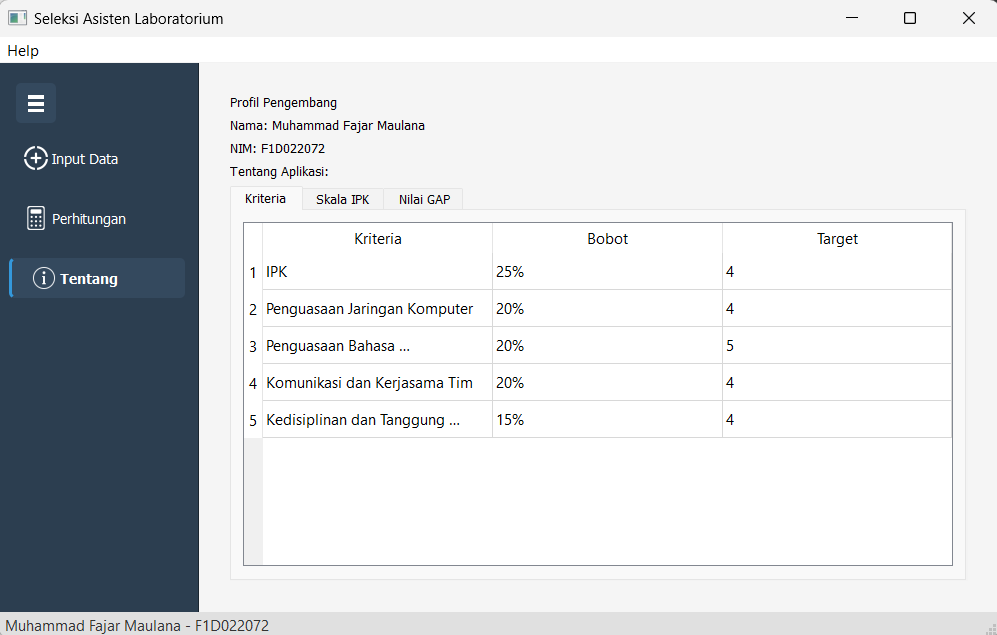 Seleksi Asisten Laboratorium
Help
Input Data
Perhitungan
Tentang
Profil Pengembang
Nama: Muhammad Fajar Maulana
NIM: F1D022072
Tentang Aplikasi:
Kriteria Skala IPK Nilai GAP
Kriteria Bobot Target
1 IPK 25% 4
2 Penguasaan Jaringan Komputer 20% 4
3 Penguasaan Bahasa ... 20% 5
4 Komunikasi dan Kerjasama Tim 20% 4
5 Kedisiplinan dan Tanggung ... 15% 4
Muhammad Fajar Maulana - F1D022072